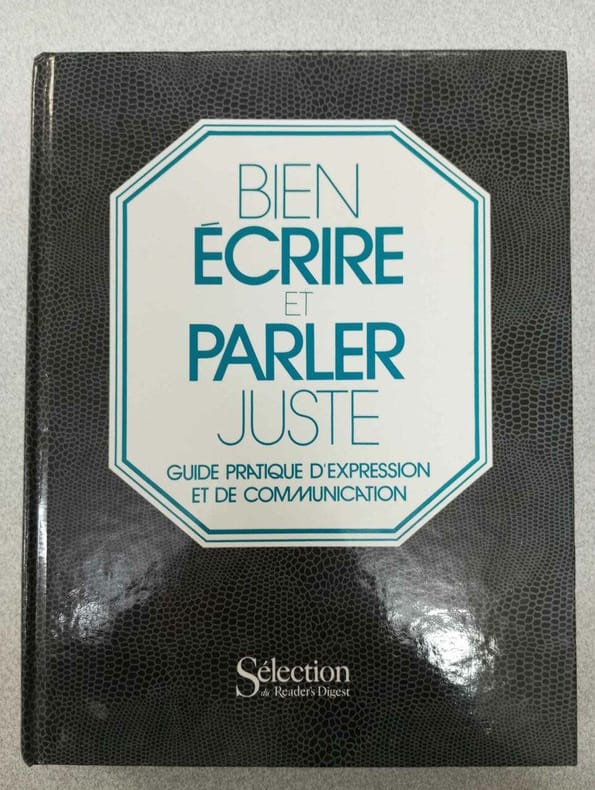 BIEN
ÉCRIRE
ET
PARLER
JUSTE
GUIDE PRATIQUE D'EXPRESSION
ET DE COMMUNICATION
Sélection
du Reader's Digest